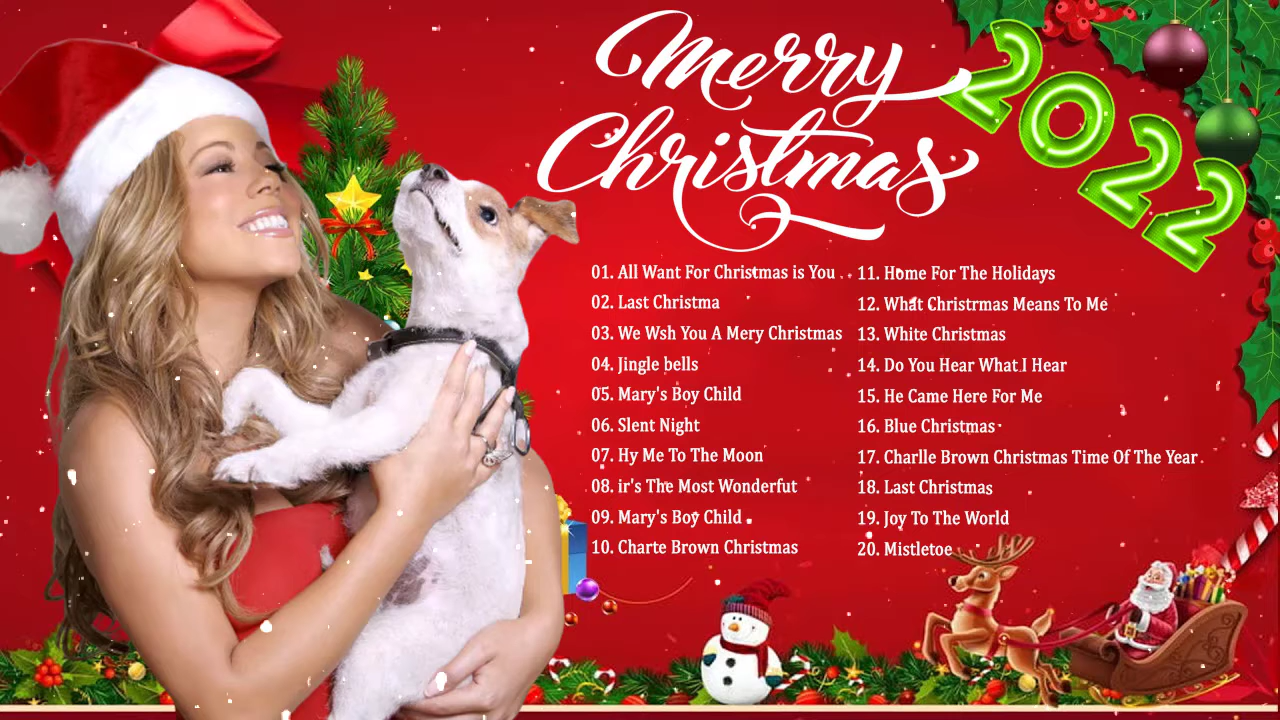 Merry
Christmas
2022
01. All Want For Christmas is You . .
02. Last Christma
03. We Wsh You A Mery Christmas
04. Jingle bells
05. Mary's Boy Child
06. Slent Night
07. Hy Me To The Moon
08. ir's The Most Wonderfut
09. Mary's Boy Child
10. Charte Brown Christmas
11. Home For The Holidays
12. What Christrmas Means To Me
13. White Christmas
14. Do You Hear What I Hear
15. He Came Here For Me
16. Blue Christmas
17. Charlle Brown Christmas Time Of The Year
18. Last Christmas
19. Joy To The World
20. Mistletoe